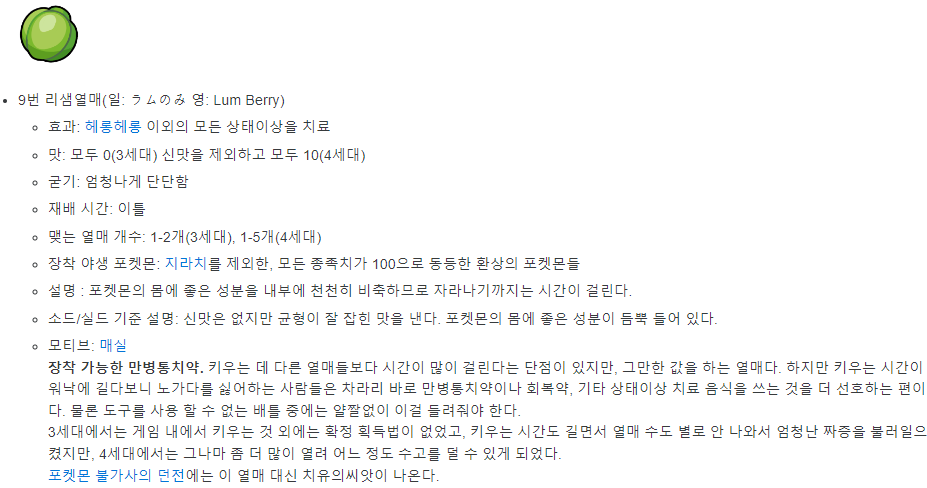 9번 리샘열매(일: ラムのみ 영: Lum Berry)
효과: 헤롱헤롱 이외의 모든 상태이상을 치료
맛: 모두 0(3세대) 신맛을 제외하고 모두 10(4세대)
굳기: 엄청나게 단단함
재배 시간: 이틀
맺는 열매 개수: 1-2개(3세대), 1-5개(4세대)
장착 야생 포켓몬: 지라치를 제외한, 모든 종족치가 100으로 동등한 환상의 포켓몬들
설명 : 포켓몬의 몸에 좋은 성분을 내부에 천천히 비축하므로 자라나기까지는 시간이 걸린다.
소드/실드 기준 설명: 신맛은 없지만 균형이 잘 잡힌 맛을 낸다. 포켓몬의 몸에 좋은 성분이 듬뿍 들어 있다.
모티브: 매실
장착 가능한 만병통치약. 키우는 데 다른 열매들보다 시간이 많이 걸린다는 단점이 있지만, 그만한 값을 하는 열매다. 하지만 키우는 시간이
워낙에 길다보니 노가다를 싫어하는 사람들은 차라리 바로 만병통치약이나 회복약, 기타 상태이상 치료 음식을 쓰는 것을 더 선호하는 편이
다. 물론 도구를 사용 할 수 없는 배틀 중에는 얄짤없이 이걸 들려줘야 한다.
3세대에서는 게임 내에서 키우는 것 외에는 확정 획득법이 없었고, 키우는 시간도 길면서 열매 수도 별로 안 나와서 엄청난 짜증을 불러일으
켰지만, 4세대에서는 그나마 좀 더 많이 열려 어느 정도 수고를 덜 수 있게 되었다.
포켓몬 불가사의 던전에는 이 열매 대신 치유의씨앗이 나온다.